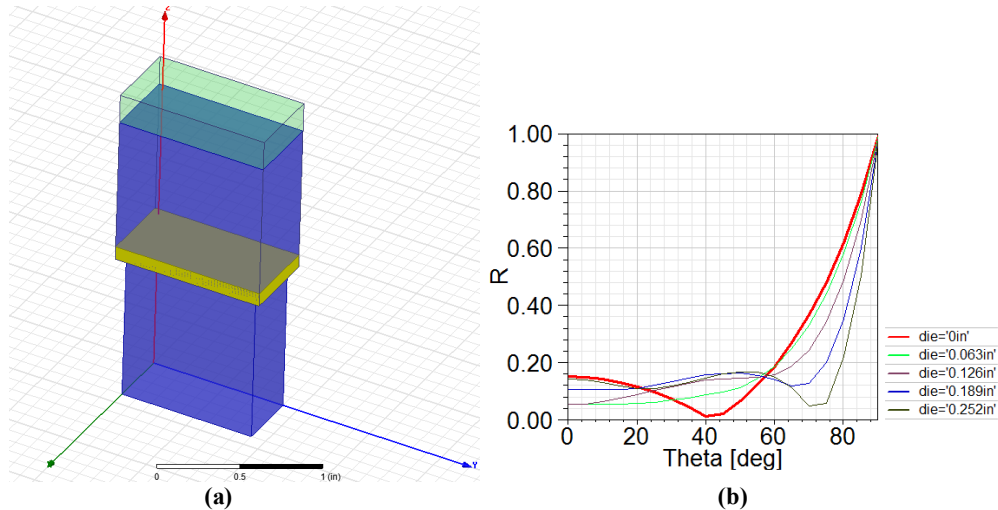 Z
X
Y
0
0.5
1 (in)
(a)
R
1.00
0.80
0.60
0.40
0.20
0.00
0
20
40
60
80
Theta [deg]
die='0in'
die='0.063in'
die='0.126in'
die='0.189in'
die='0.252in'
(b)